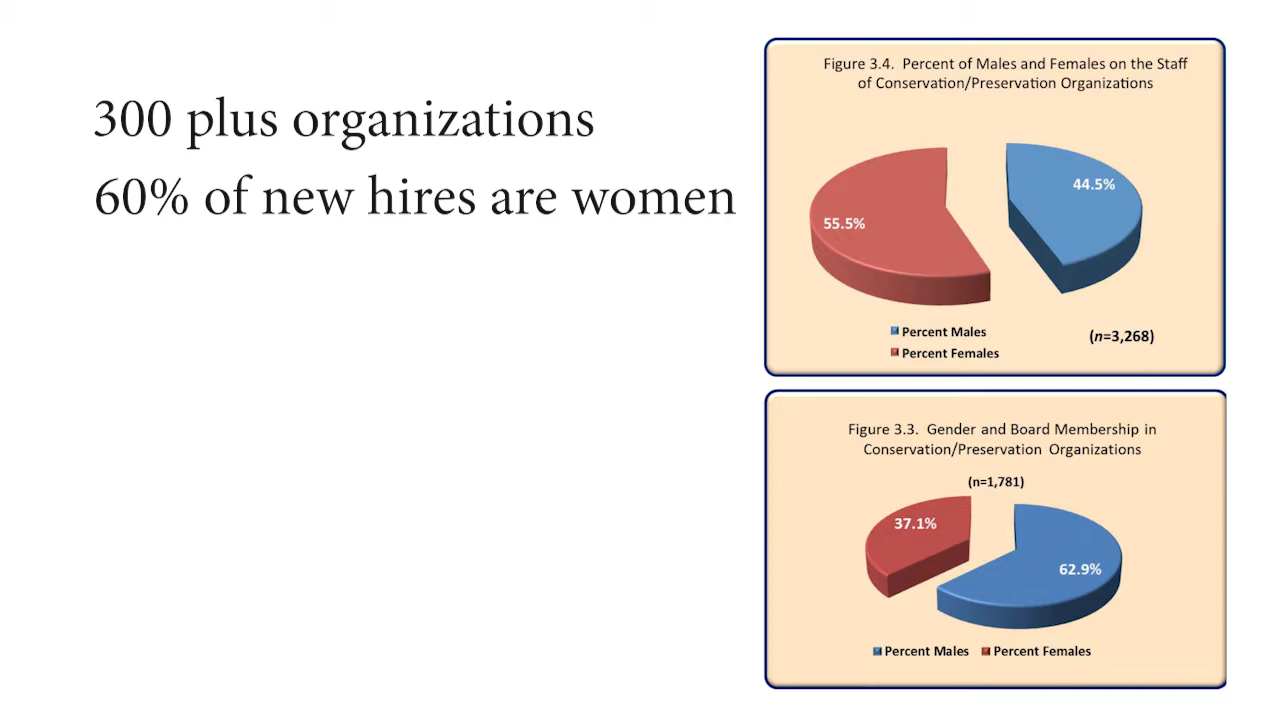 300 plus organizations
60% of new hires are women
Figure 3.4. Percent of Males and Females on the Staff
of Conservation/Preservation Organizations
44.5%
55.5%
Percent Males
Percent Females
(n=3,268)
Figure 3.3. Gender and Board Membership in
Conservation/Preservation Organizations
(n=1,781)
37.1%
62.9%
Percent Males Percent Females